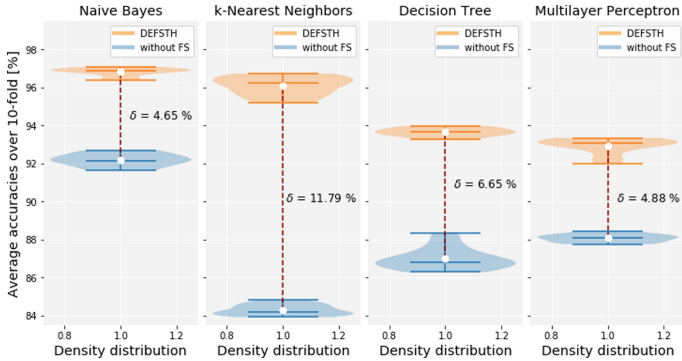 Naive Bayes
k-Nearest Neighbors
Decision Tree
Multilayer Perceptron
Average accuracies over 10-fold [%]
98
96
94
92
90
88
86
84
DEFSTH
without FS
DEFSTH
without FS
DEFSTH
without FS
DEFSTH
without FS
δ = 4.65 %
δ = 11.79 %
δ = 6.65 %
δ = 4.88 %
0.8 1.0 1.2
0.8 1.0 1.2
0.8 1.0 1.2
0.8 1.0 1.2
Density distribution
Density distribution
Density distribution
Density distribution